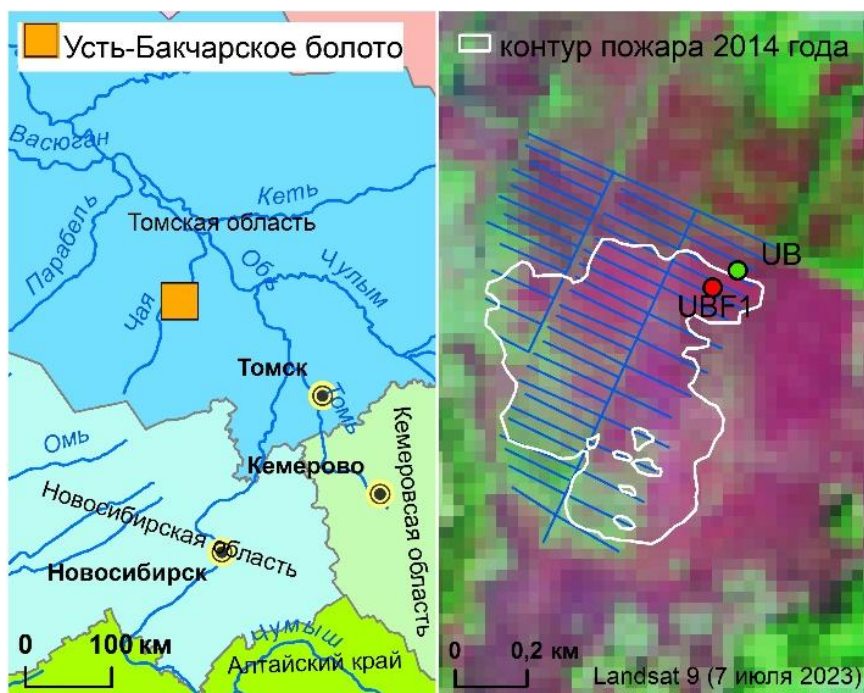 Усть-Бакчарское болото
Васюган
Кеть
Томская область
Парабель
Обь
Чулым
Чая
Томск
Томь
Омь
Кемерово
Кемеровсая область
Новосибирская область
Новосибирск
Чумыш
Алтайский край
0 100 км
контур пожара 2014 года
UB
UBF1
0 0,2 км
Landsat 9 (7 июля 2023)